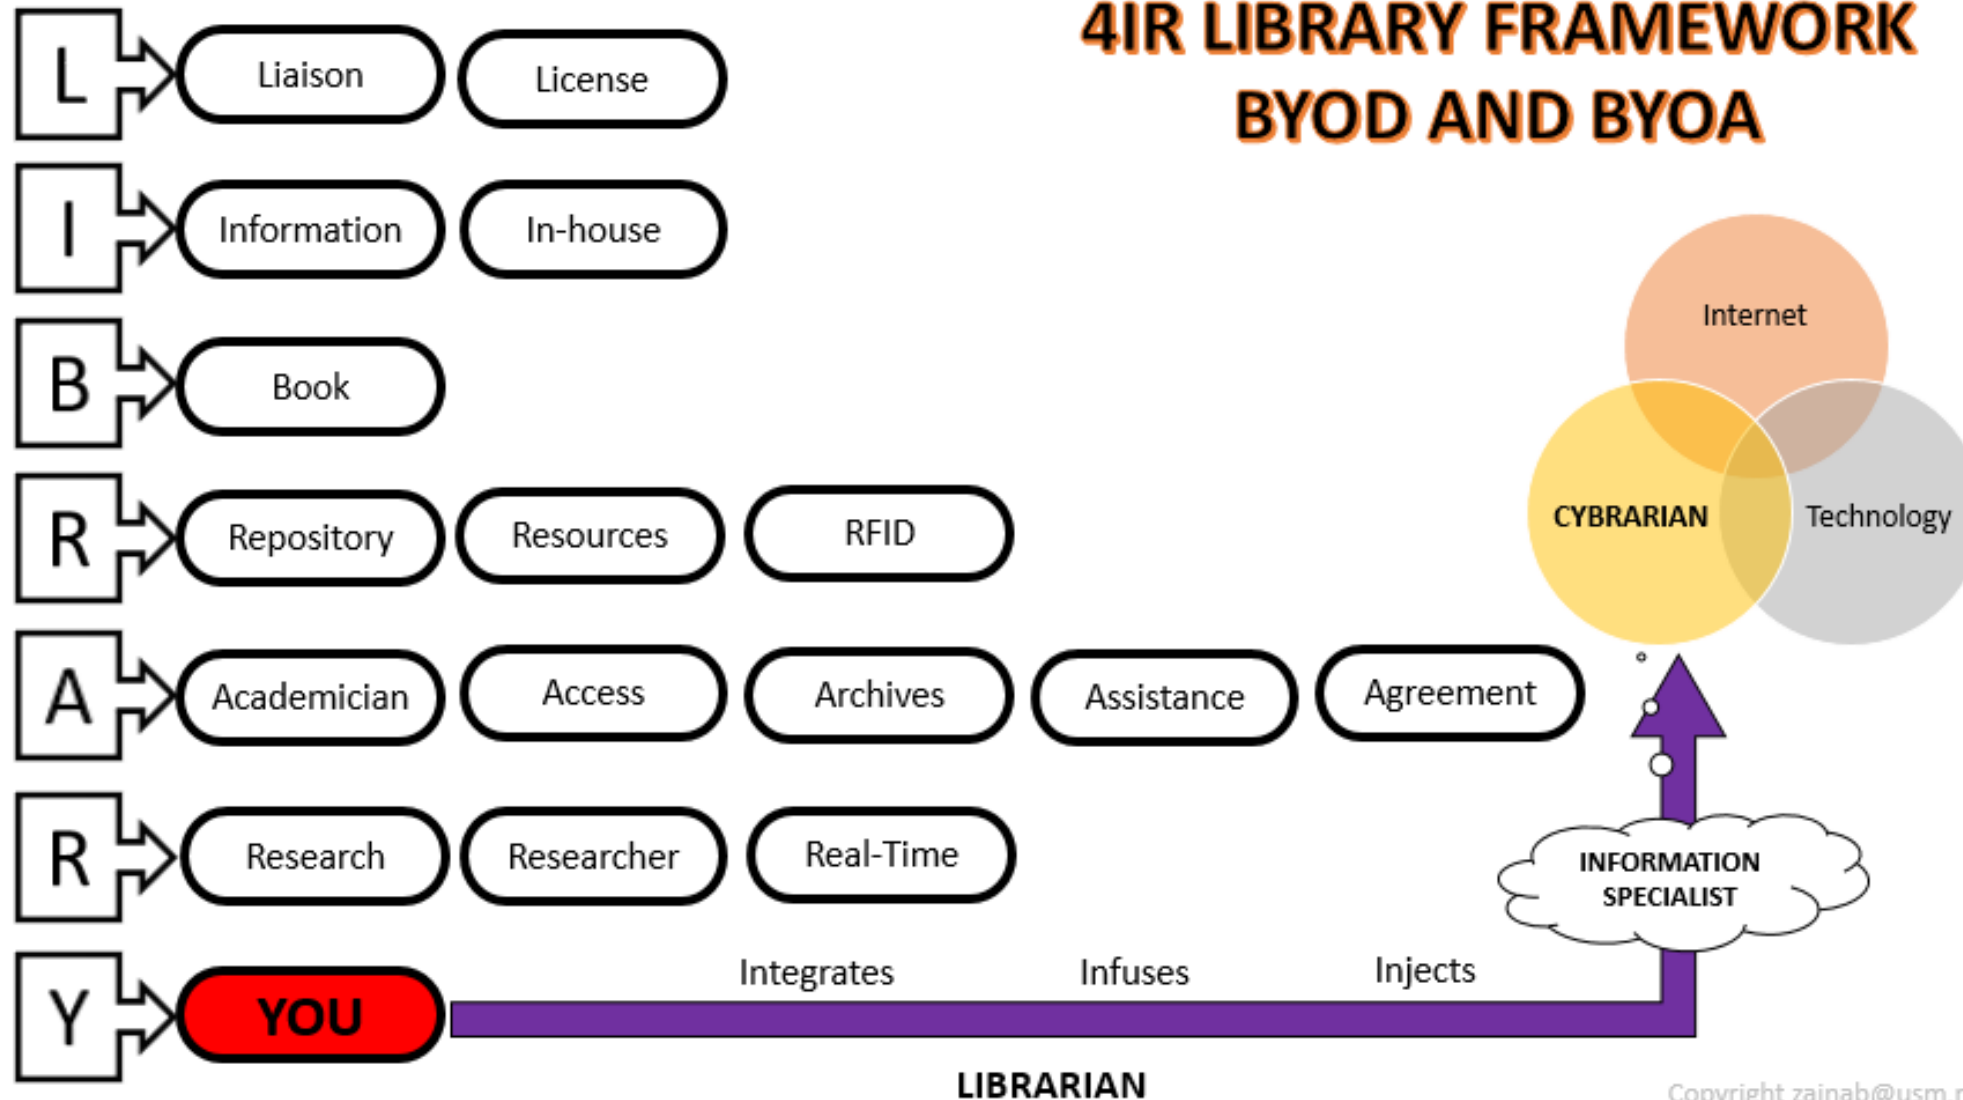 4IR LIBRARY FRAMEWORK
BYOD AND BYOA
L Liaison License
I Information In-house
B Book
R Repository Resources RFID
A Academician Access Archives Assistance Agreement
R Research Researcher Real-Time
Y YOU
Integrates Infuses Injects
LIBRARIAN
Internet
CYBRARIAN Technology
INFORMATION
SPECIALIST
Copyright